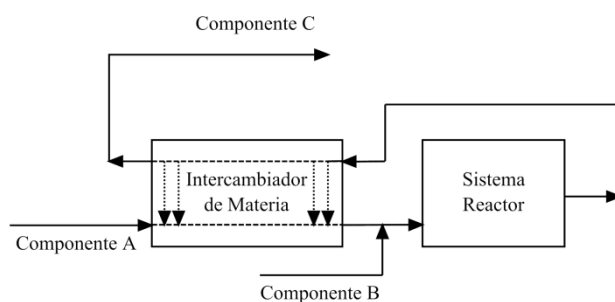 Componente C
Intercambiador
de Materia
Sistema
Reactor
Componente A
Componente B